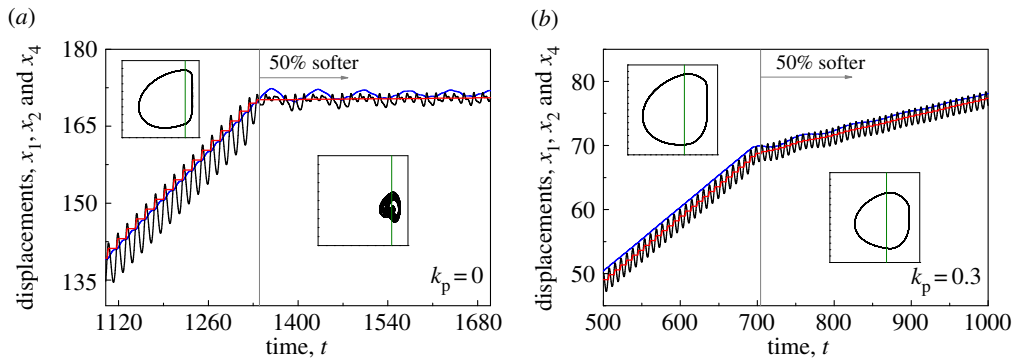 (a)
displacements, x1, x2 and x4
180
165
150
135
50% softer
kp = 0
1120
1260
1400
1540
1680
time, t
(b)
displacements, x1, x2 and x4
80
70
60
50
50% softer
kp = 0.3
500
600
700
800
900
1000
time, t